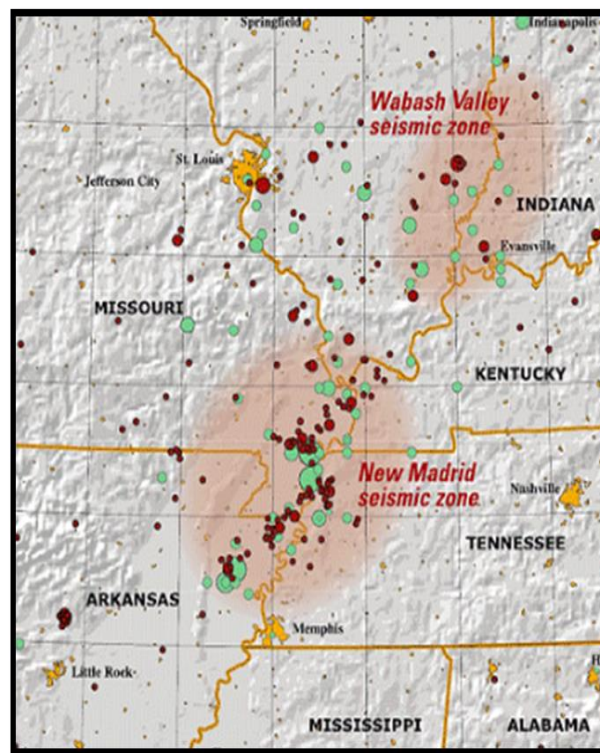 Springfield
Indianapolis
Wabash Valley
seismic zone
St. Louis
Jefferson City
INDIANA
Evansville
MISSOURI
KENTUCKY
New Madrid
seismic zone
Nashville
TENNESSEE
ARKANSAS
Memphis
Little Rock
H
MISSISSIPPI
ALABAMA